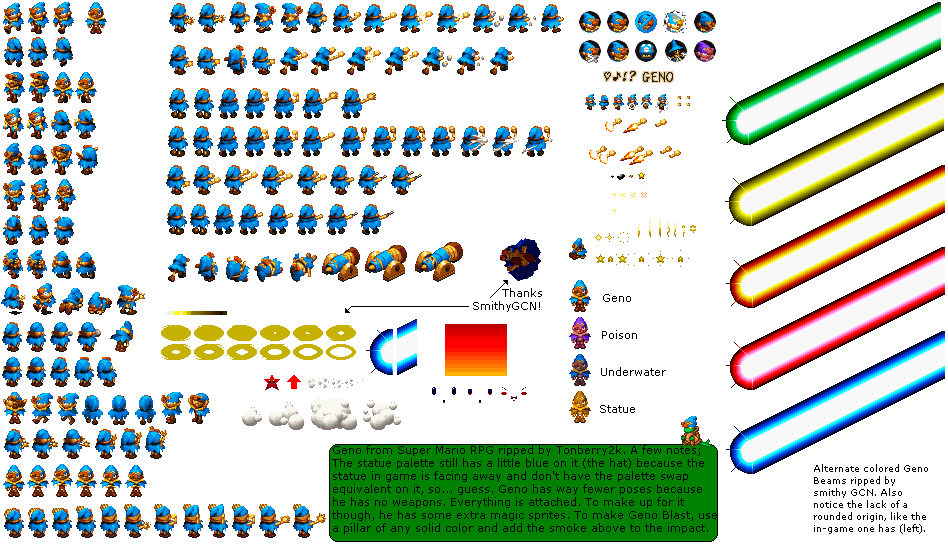 ♡♪!? GENO
Thanks
SmithyGCN!
Geno
Poison
Underwater
Statue
Geno from Super Mario RPG ripped by Tonberry2k. A few notes;
The statue palette still has a little blue on it (the hat) because the
statue in game is facing away and don't have the palette swap
equivalent on it, so... guess. Geno has way fewer poses because
he has no weapons. Everything is attached. To make up for it
though, he has some extra magic sprites. To make Geno Blast, use
a pillar of any solid color and add the smoke above to the impact.
Alternate colored Geno
Beams ripped by
smithy GCN. Also
notice the lack of a
rounded origin, like the
in-game one has (left).